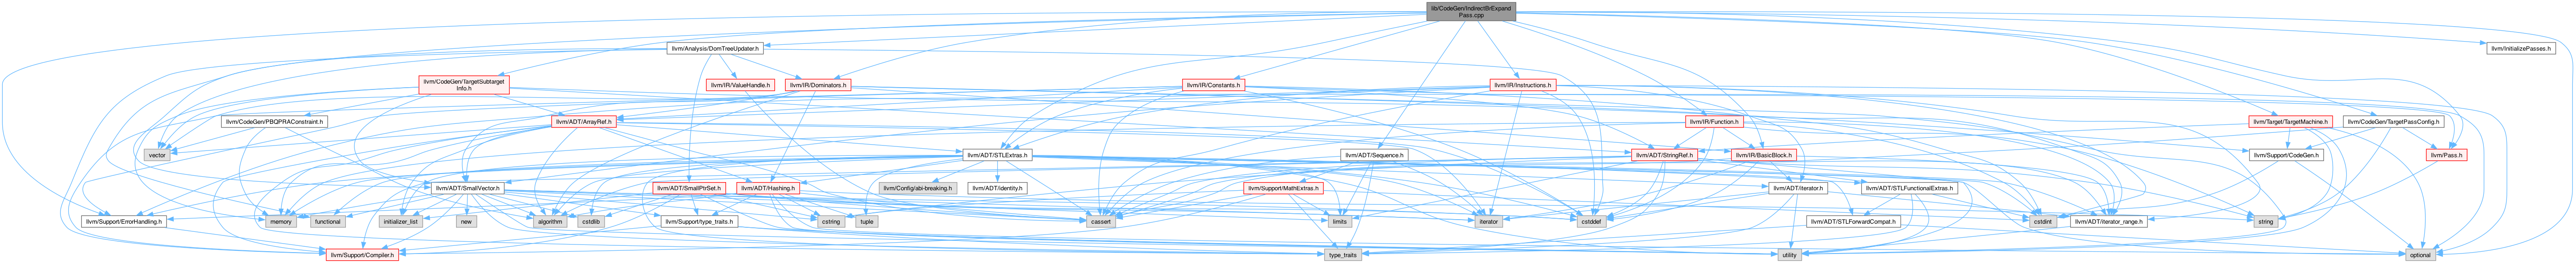 lib/CodeGen/IndirectBrExpand
Pass.cpp
llvm/Analysis/DomTreeUpdater.h
llvm/InitializePasses.h
llvm/CodeGen/TargetSubtarget
Info.h
llvm/IR/ValueHandle.h
llvm/IR/Dominators.h
llvm/IR/Constants.h
llvm/IR/Instructions.h
llvm/CodeGen/PBQPRAConstraint.h
llvm/ADT/ArrayRef.h
llvm/IR/Function.h
llvm/Target/TargetMachine.h
llvm/CodeGen/TargetPassConfig.h
vector
llvm/ADT/STLExtras.h
llvm/ADT/Sequence.h
llvm/ADT/StringRef.h
llvm/IR/BasicBlock.h
llvm/Support/CodeGen.h
llvm/Pass.h
llvm/ADT/SmallVector.h
llvm/ADT/SmallPtrSet.h
llvm/ADT/Hashing.h
llvm/Config/abi-breaking.h
llvm/ADT/identity.h
llvm/Support/MathExtras.h
llvm/ADT/iterator.h
llvm/ADT/STLFunctionalExtras.h
llvm/Support/ErrorHandling.h
memory
functional
initializer_list
new
algorithm
cstdlib
llvm/Support/type_traits.h
cstring
tuple
cassert
limits
iterator
cstddef
llvm/ADT/STLForwardCompat.h
cstdint
llvm/ADT/iterator_range.h
string
llvm/Support/Compiler.h
type_traits
utility
optional